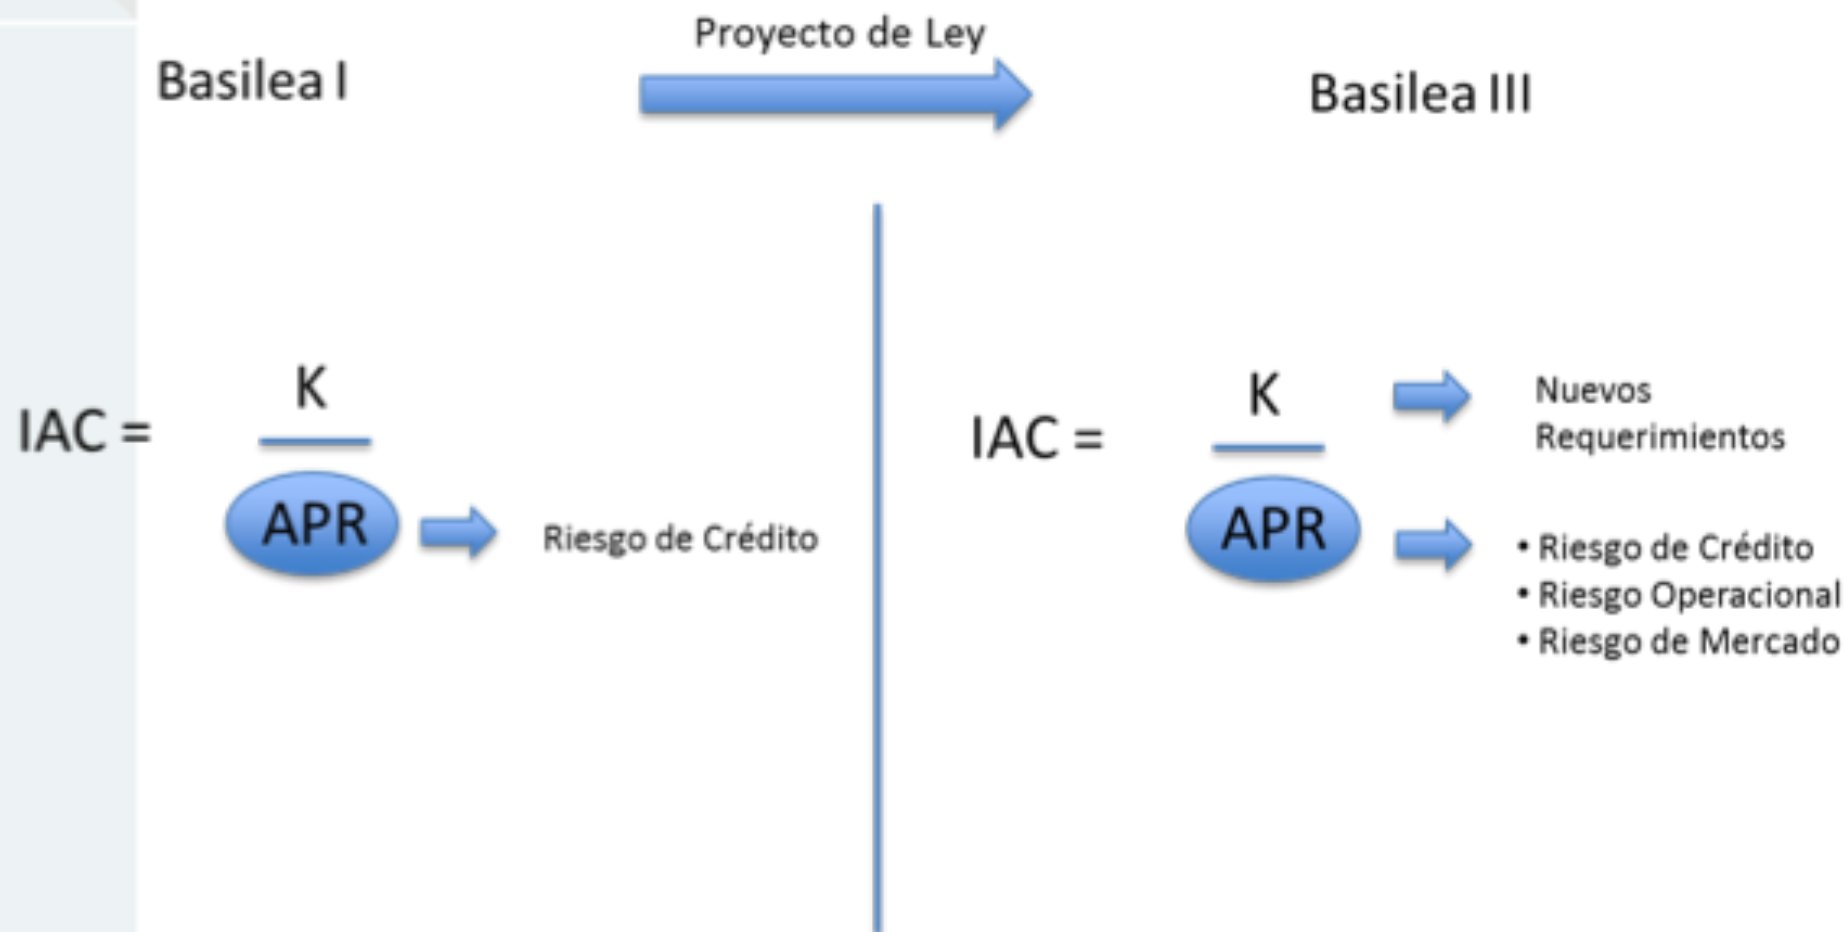 Proyecto de Ley
Basilea I
Basilea III
K
IAC =
APR
Riesgo de Crédito
K
IAC =
APR
Nuevos
Requerimientos
• Riesgo de Crédito
• Riesgo Operacional
• Riesgo de Mercado